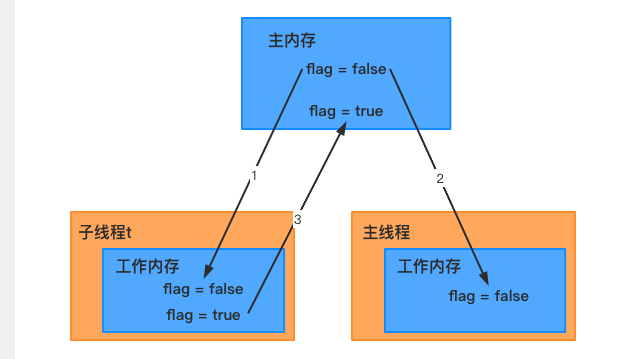 主内存
flag = false
flag = true
1
2
3
子线程t
工作内存
flag = false
flag = true
主线程
工作内存
flag = false